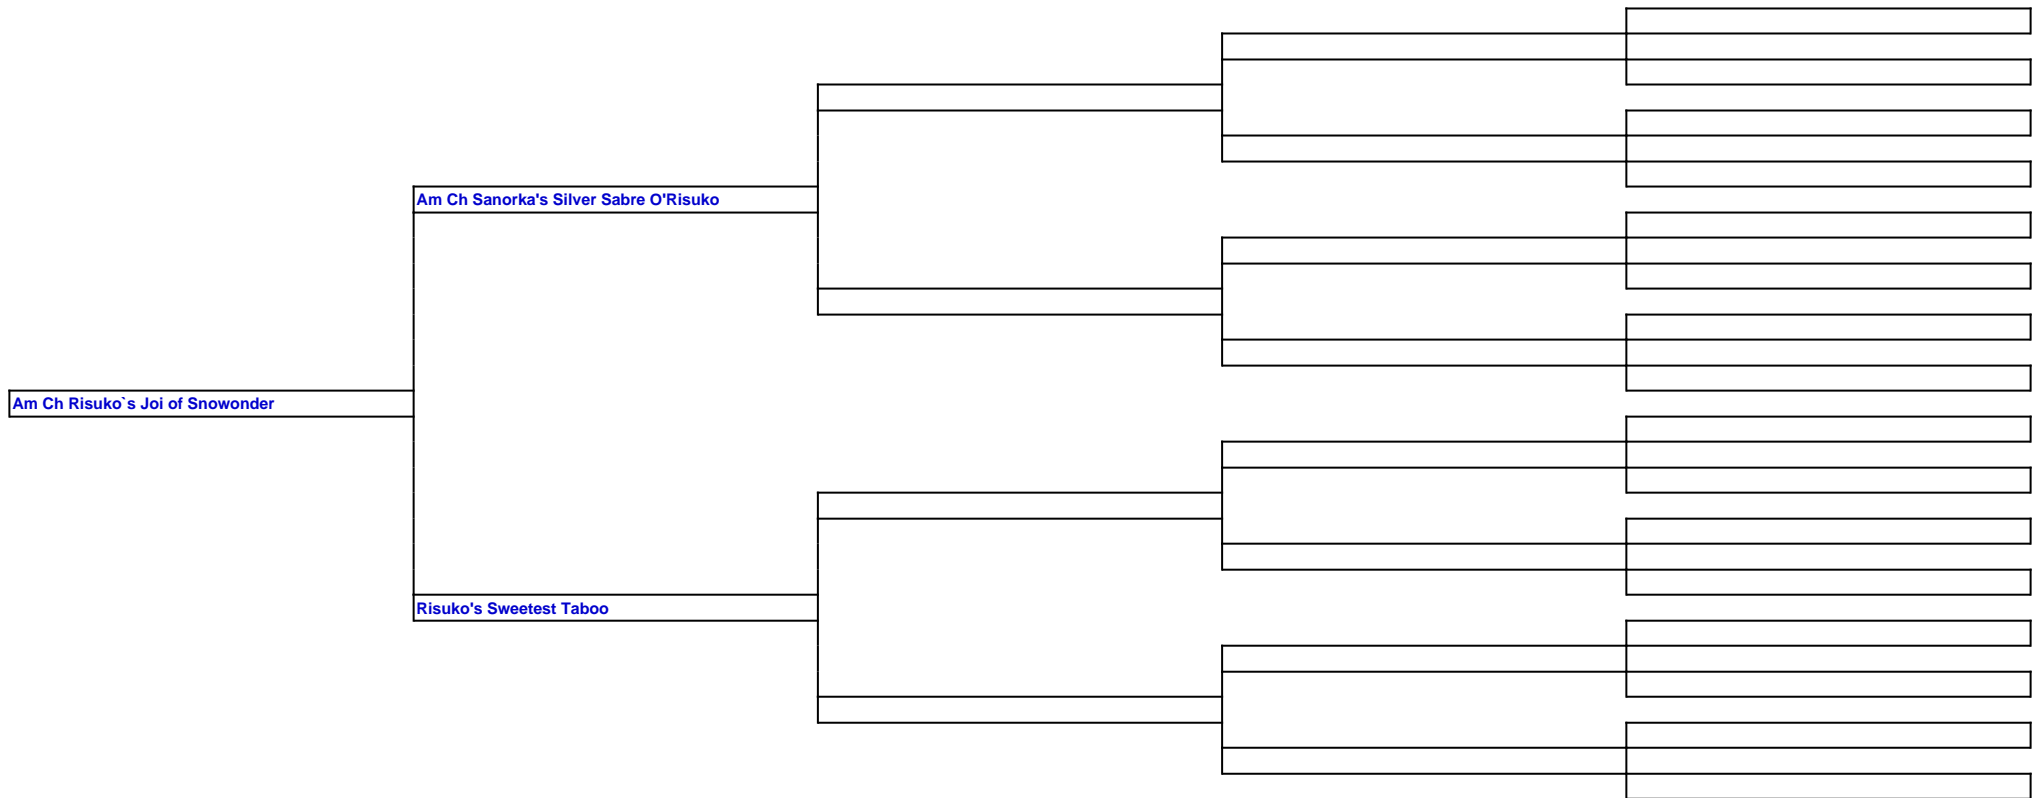 Am Ch Sanorka's Silver Sabre O'Risuko
Am Ch Risuko`s Joi of Snowonder
Risuko's Sweetest Taboo